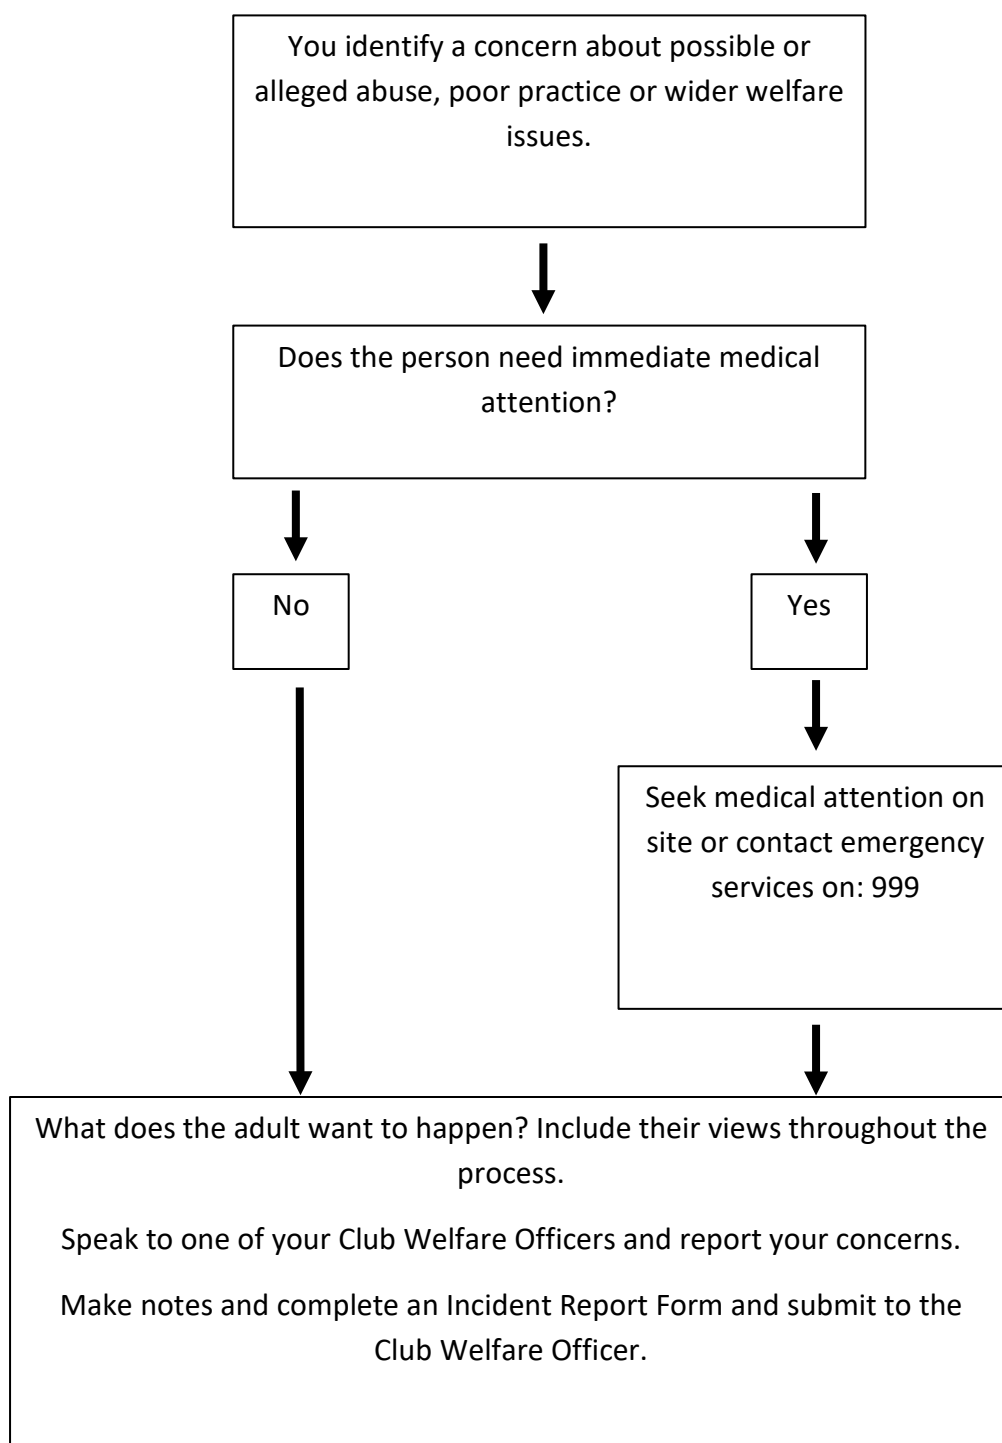 You identify a concern about possible or
alleged abuse, poor practice or wider welfare
issues.
Does the person need immediate medical
attention?
No
Yes
Seek medical attention on
site or contact emergency
services on: 999
What does the adult want to happen? Include their views throughout the
process.
Speak to one of your Club Welfare Officers and report your concerns.
Make notes and complete an Incident Report Form and submit to the
Club Welfare Officer.